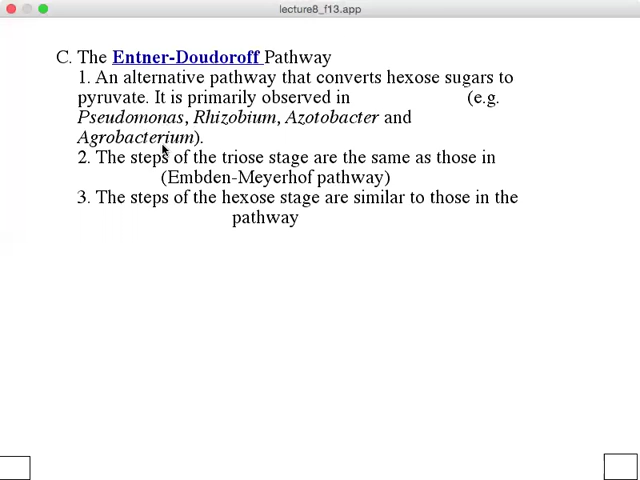 lecture8_f13.app
C. The Entner-Doudoroff Pathway
1. An alternative pathway that converts hexose sugars to
pyruvate. It is primarily observed in (e.g.
Pseudomonas, Rhizobium, Azotobacter and
Agrobacterium).
2. The steps of the triose stage are the same as those in
(Embden-Meyerhof pathway)
3. The steps of the hexose stage are similar to those in the
pathway